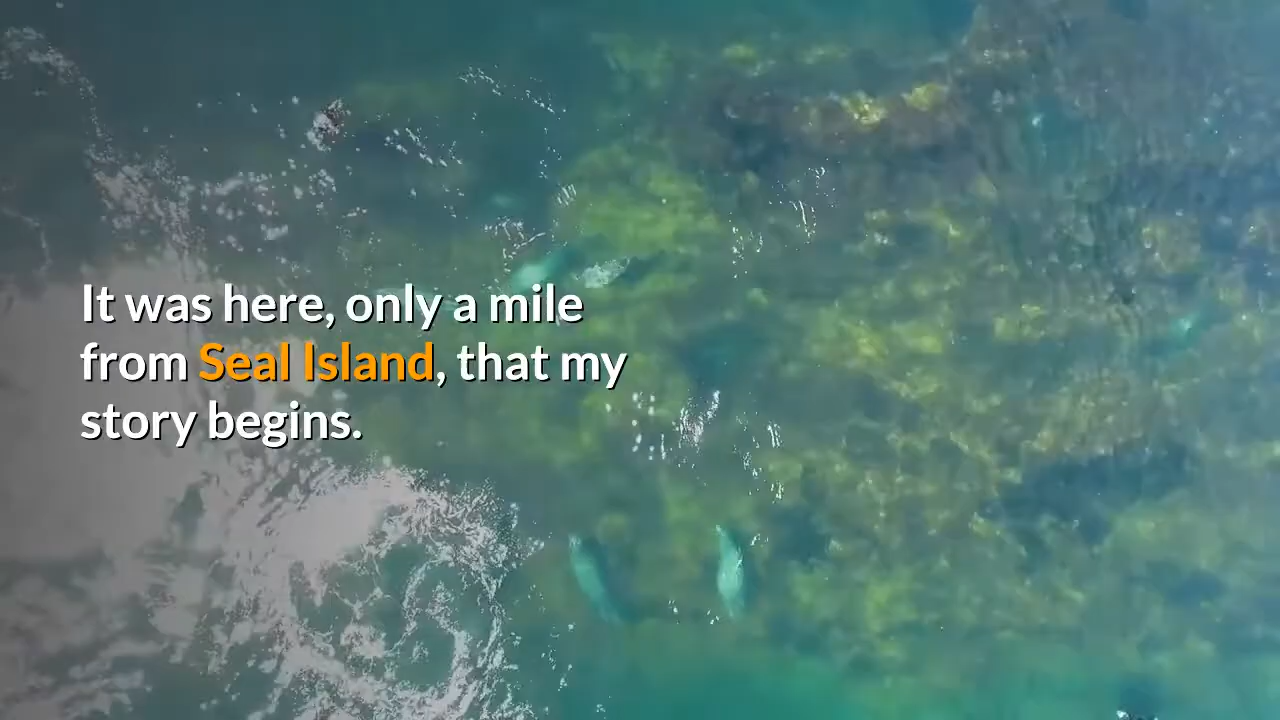 It was here, only a mile
from Seal Island, that my
story begins.